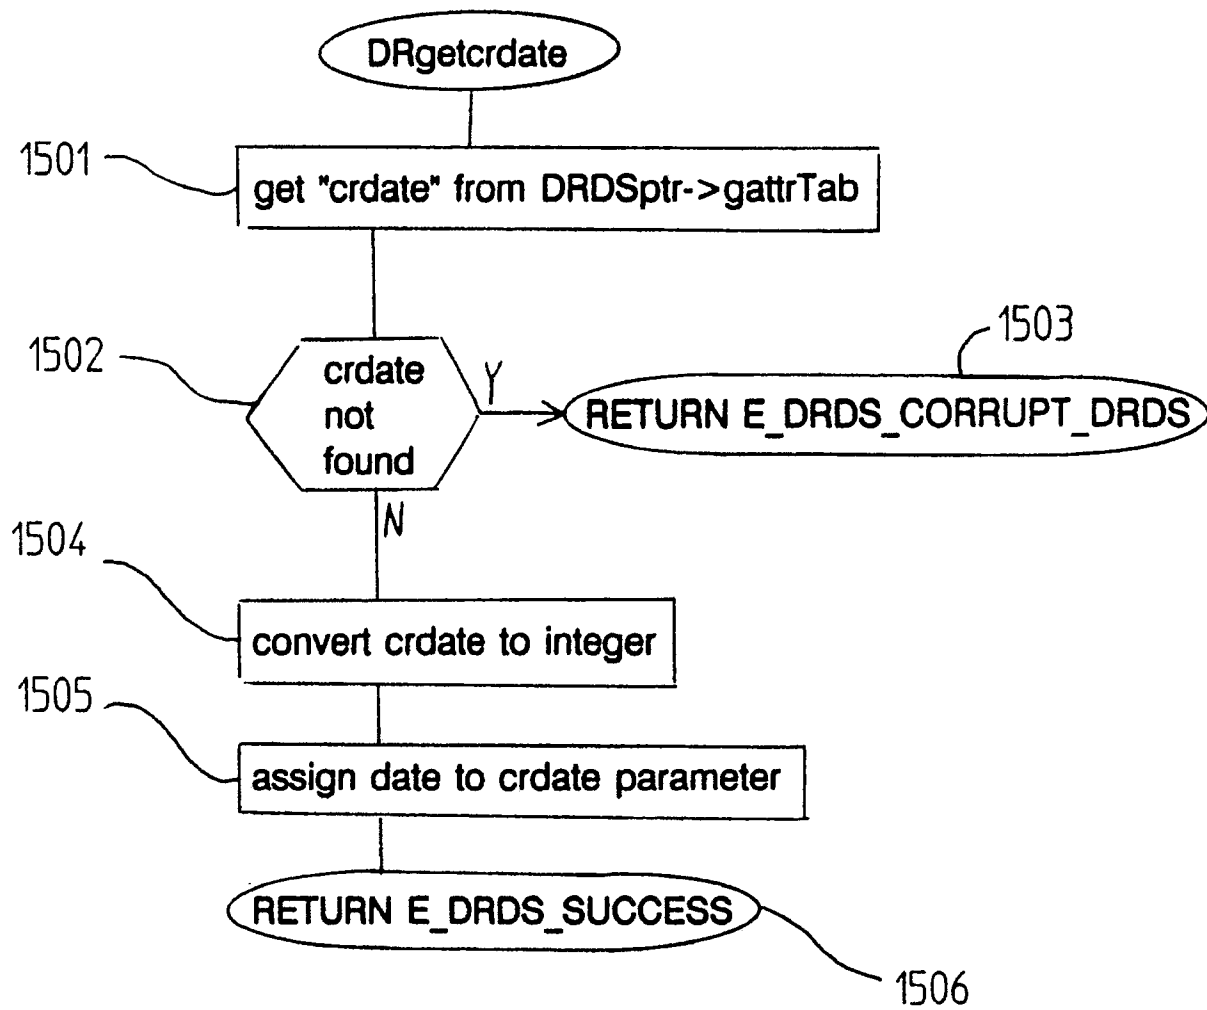 DRgetcrdate
1501
get "crdate" from DRDSptr->gattrTab
1502
crdate
not
found
Y
1503
RETURN E_DRDS_CORRUPT_DRDS
N
1504
convert crdate to integer
1505
assign date to crdate parameter
RETURN E_DRDS_SUCCESS
1506